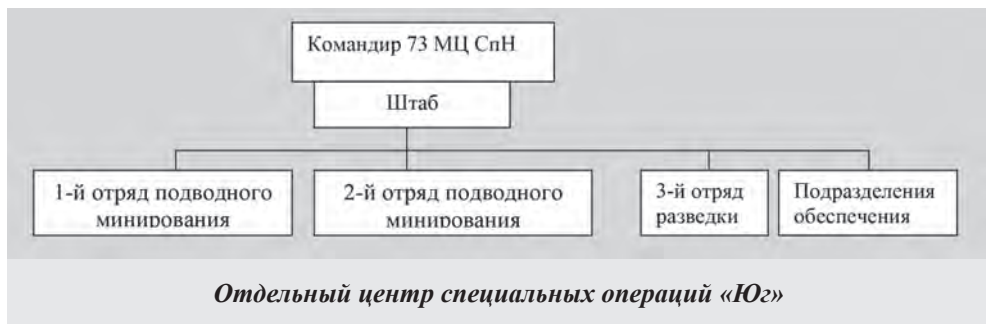 Командир 73 МЦ СпН
Штаб
1-й отряд подводного
минирования
2-й отряд подводного
минирования
3-й отряд
разведки
Подразделения
обеспечения
Отдельный центр специальных операций «Юг»